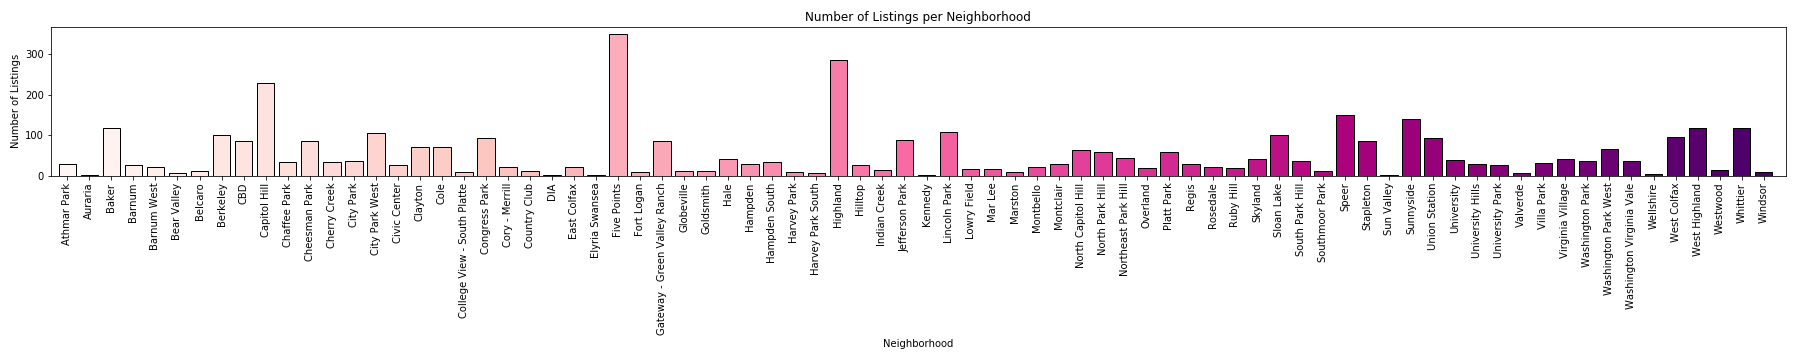 Number of Listings per Neighborhood
Number of Listings
300
200
100
0
Athmar Park
Auraria
Baker
Barnum
Barnum West
Bear Valley
Belcaro
Berkeley
CBD
Capitol Hill
Chaffee Park
Cheesman Park
Cherry Creek
City Park
City Park West
Civic Center
Clayton
Cole
College View - South Platte
Congress Park
Cory - Merrill
Country Club
DIA
East Colfax
Elyria Swansea
Five Points
Fort Logan
Gateway - Green Valley Ranch
Globeville
Goldsmith
Hale
Hampden
Hampden South
Harvey Park
Harvey Park South
Highland
Hilltop
Indian Creek
Jefferson Park
Kennedy
Lincoln Park
Lowry Field
Mar Lee
Marston
Montbello
Montclair
North Capitol Hill
North Park Hill
Northeast Park Hill
Overland
Platt Park
Regis
Rosedale
Ruby Hill
Skyland
Sloan Lake
South Park Hill
Southmoor Park
Speer
Stapleton
Sun Valley
Sunnyside
Union Station
University
University Hills
University Park
Valverde
Villa Park
Virginia Village
Washington Park
Washington Park West
Washington Virginia Vale
Wellshire
West Colfax
West Highland
Westwood
Whittier
Windsor
Neighborhood